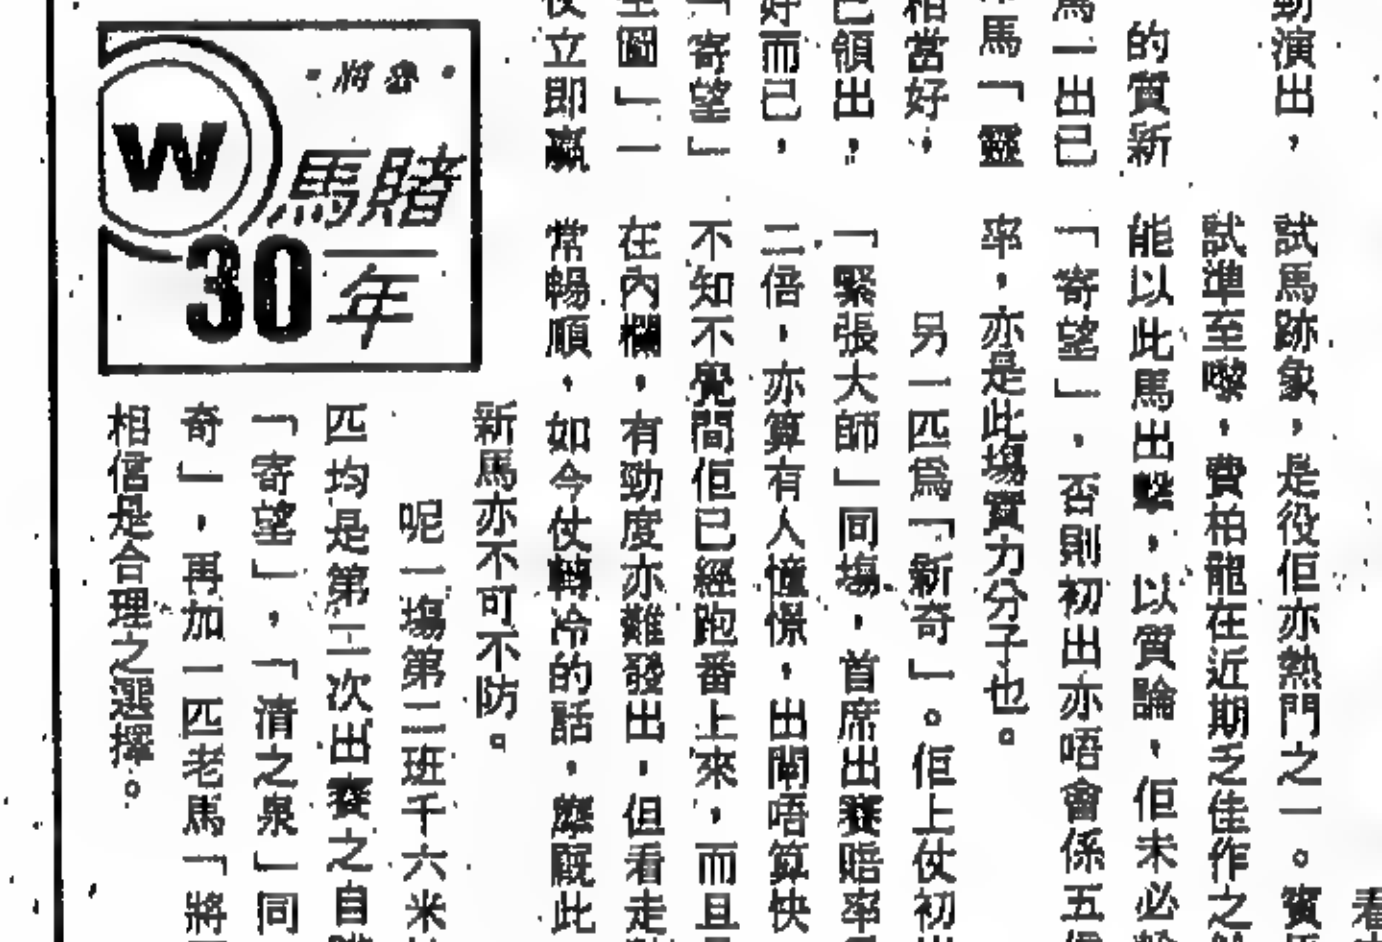 勁演出，
試馬跡象，是役佢亦熱門之一。
試準至嚟，費柏龍在近期乏佳作之
的質新
能以此馬出擊，以質論，佢未必
馬一出已
「寄望」，否則初出亦唔會係五倍
馬「靈
率，亦是此場實力分子也。
相當好，
另一匹為「新奇」。佢上仗初出
已領出，
「緊張大師」同場，首席出賽賠率
好而已，
二倍，亦算有人憧憬，出閘唔算快
「寄望」
不知不覺間佢已經跑番上來，而且
圖」一
在內欄，有勁度亦難發出，但看走
仗立即贏
常暢順，如今仗轉冷的話，應既此
新馬亦不可不防。
呢一場第二班千六米
匹均是第二次出賽之自
「寄望」，「清之泉」同
奇」，再加一匹老馬「將
相信是合理之選擇。
W
馬賭
30年